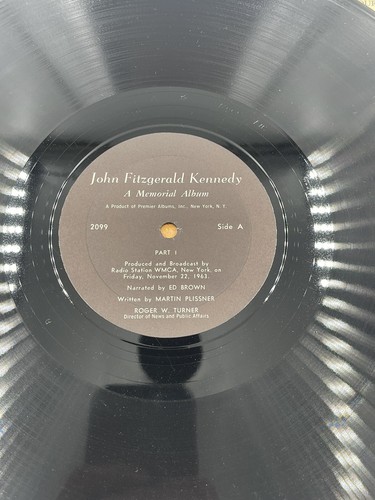 John Fitzgerald Kennedy
A Memorial Album
A Product of Premier Albums, Inc., New York, N. Y.
2099 Side A
PART I
Produced and Broadcast by
Radio Station WMCA, New York, on
Friday, November 22, 1963.
Narrated by ED BROWN
Written by MARTIN PLISSNER
ROGER W. TURNER
Director of News and Public Affairs